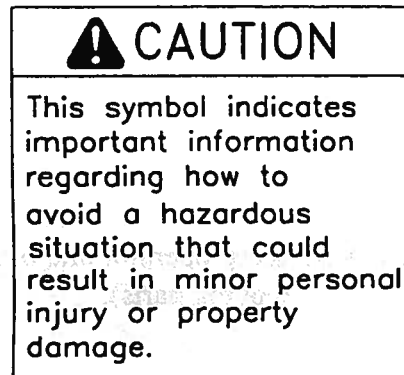 CAUTION
This symbol indicates
important information
regarding how to
avoid a hazardous
situation that could
result in minor personal
injury or property
damage.